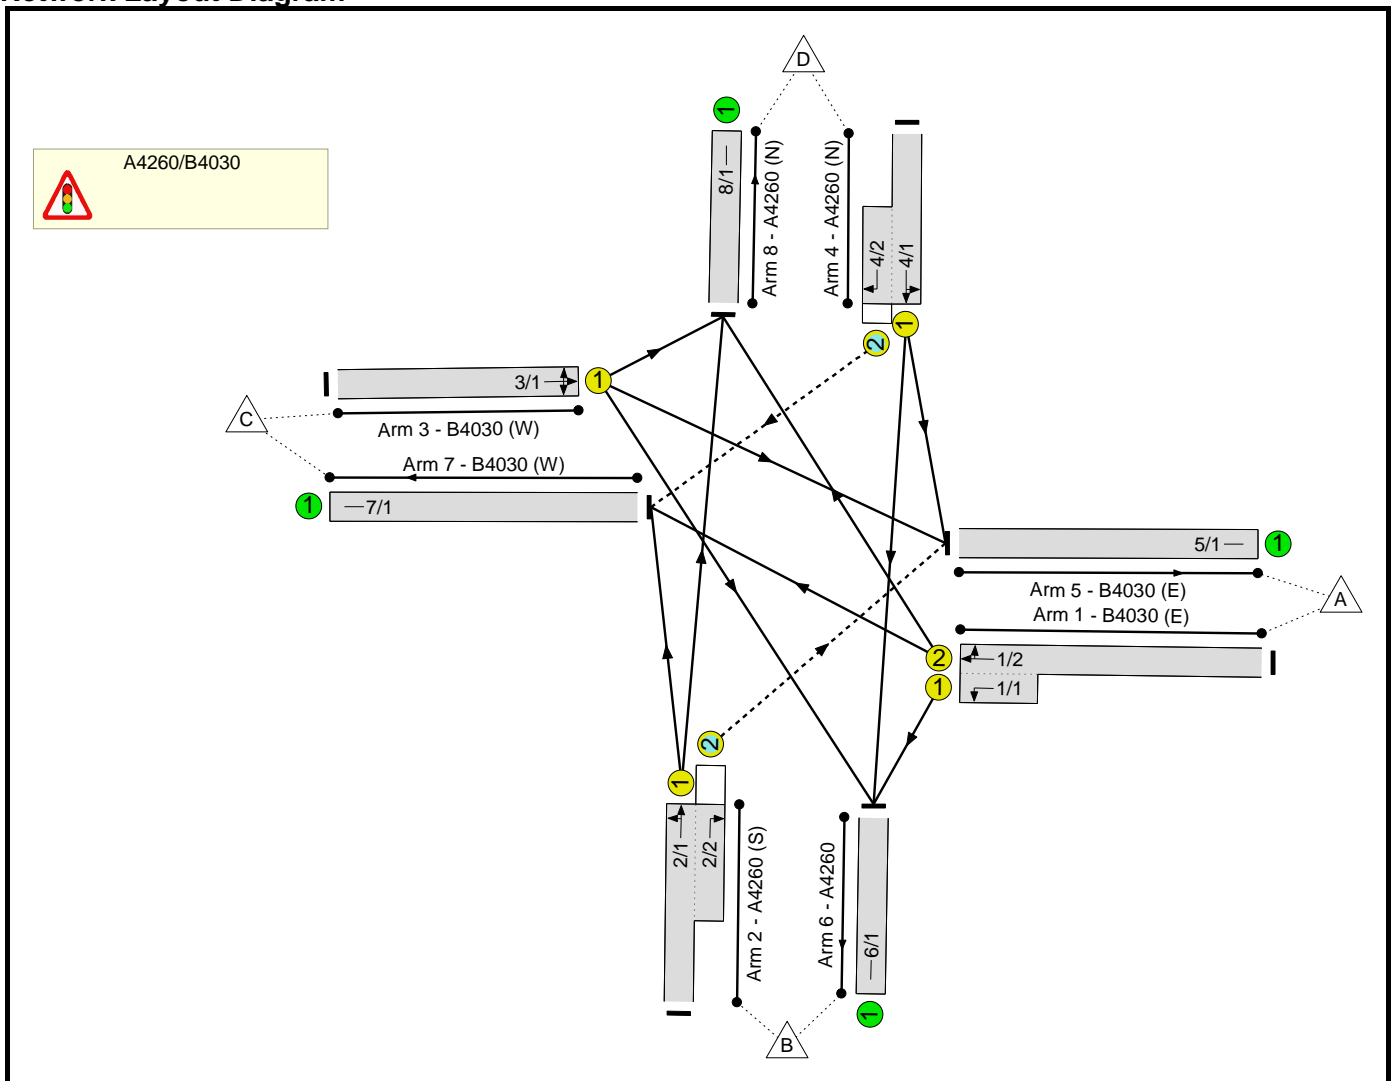 Network Layout Diagram
D
1
A4260/B4030
8/1
Arm 8 - A4260 (N)
Arm 4 - A4260 (N)
4/2
4/1
1
2
3/1
1
Arm 3 - B4030 (W)
C
Arm 7 - B4030 (W)
1
7/1
5/1
1
Arm 5 - B4030 (E)
A
Arm 1 - B4030 (E)
2
1/2
1
1/1
2
1
2/1
2/2
Arm 2 - A4260 (S)
Arm 6 - A4260
6/1
1
B